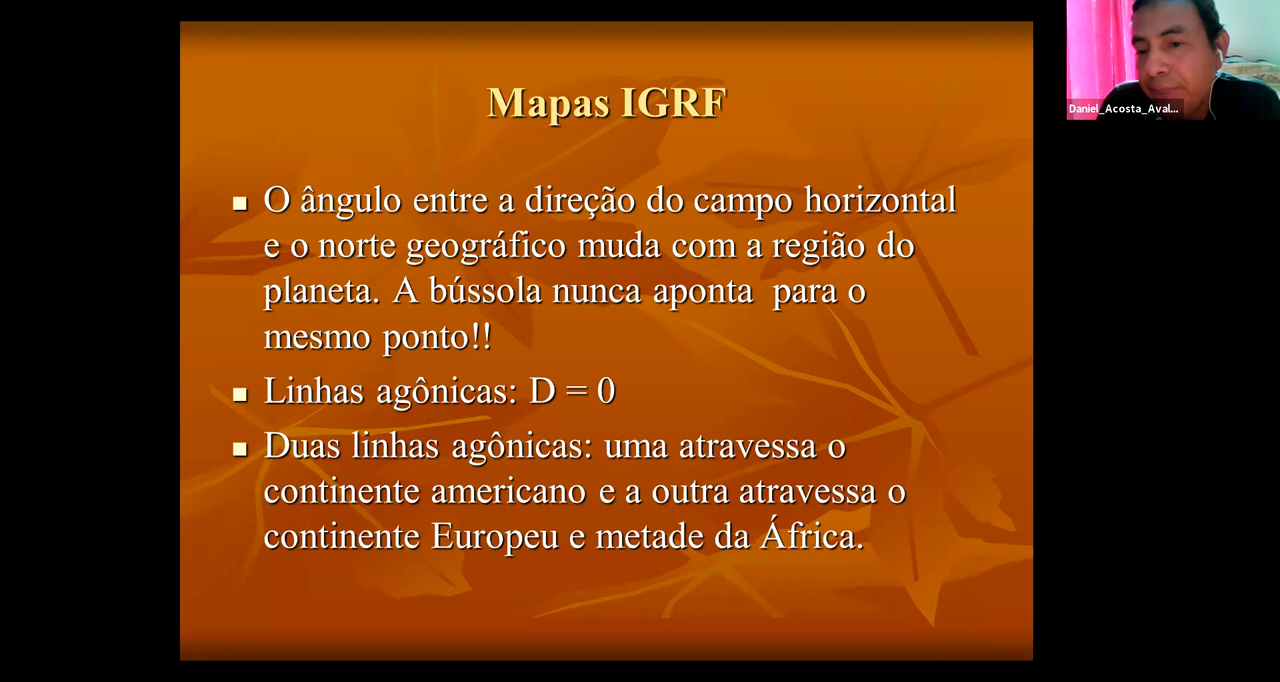 Mapas IGRF
O ângulo entre a direção do campo horizontal
e o norte geográfico muda com a região do
planeta. A bússola nunca aponta para o
mesmo ponto!!
Linhas agônicas: D = 0
Duas linhas agônicas: uma atravessa o
continente americano e a outra atravessa o
continente Europeu e metade da África.
Daniel_Acosta_Aval...